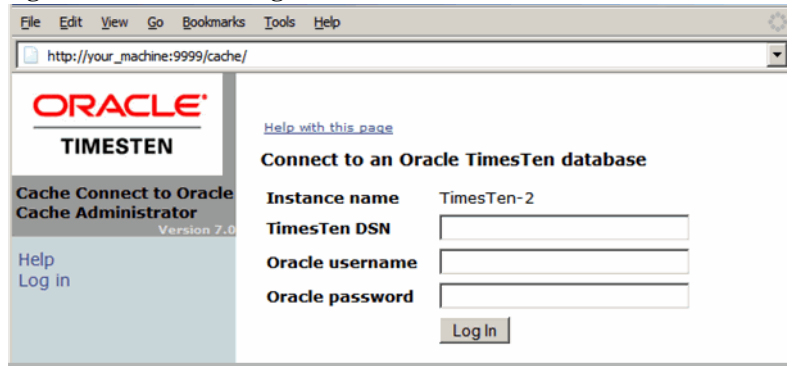 File Edit View Go Bookmarks Tools Help
http://your_machine:9999/cache/
ORACLE
TIMESTEN
Cache Connect to Oracle
Cache Administrator
Version 7.0
Help
Log in
Help with this page
Connect to an Oracle TimesTen database
Instance name TimesTen-2
TimesTen DSN
Oracle username
Oracle password
Log In